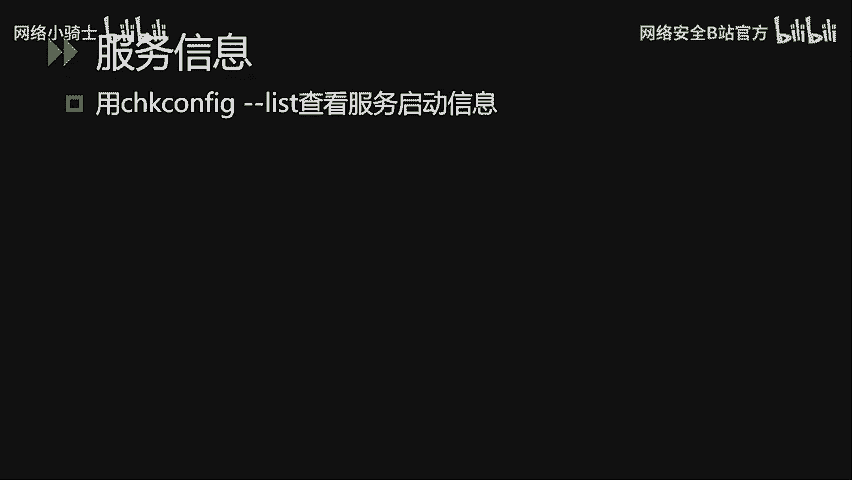 网络小骑士 bilibili
网络安全B站官方 bilibili
服务信息
用chkconfig --list查看服务启动信息